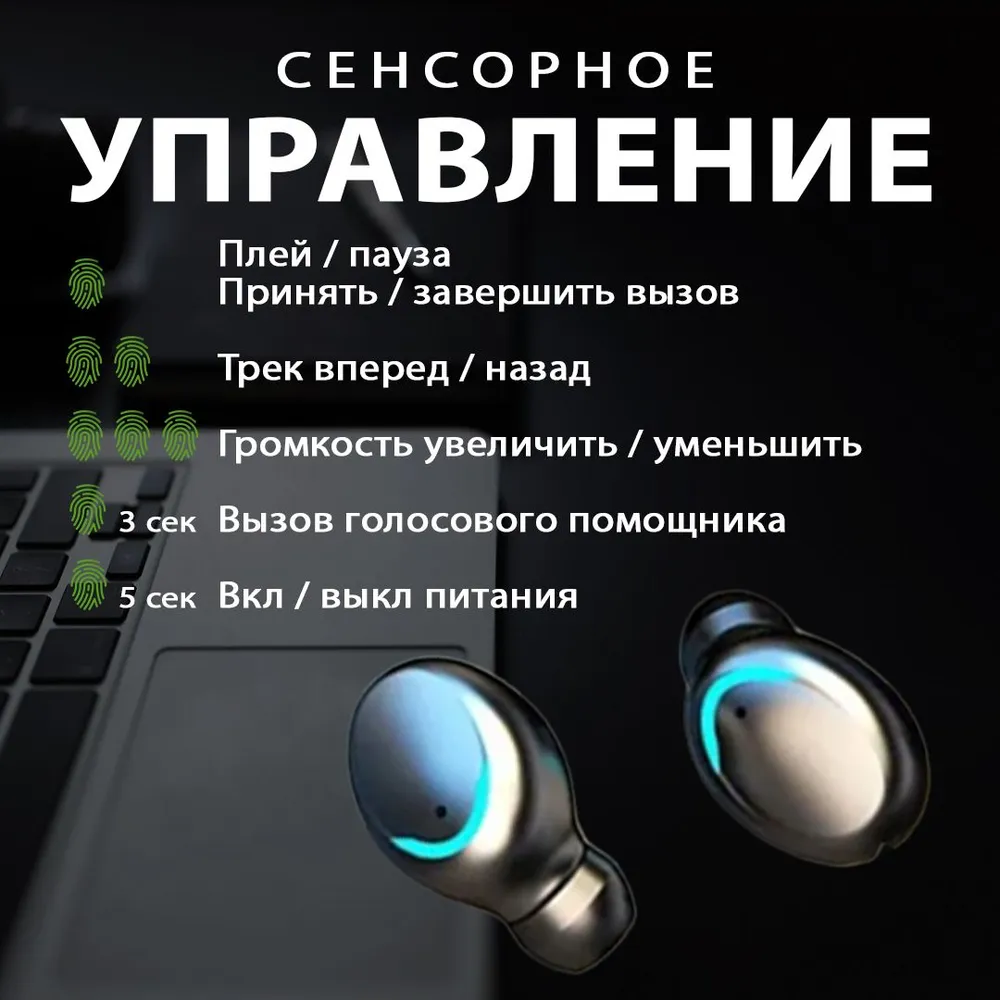 СЕНСОРНОЕ
УПРАВЛЕНИЕ
Плей / пауза
Принять / завершить вызов
Трек вперед / назад
Громкость увеличить / уменьшить
3 сек Вызов голосового помощника
5 сек Вкл / выкл питания